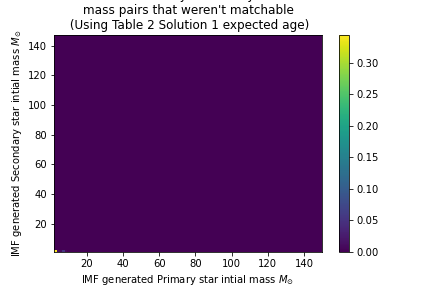 mass pairs that weren't matchable
(Using Table 2 Solution 1 expected age)
IMF generated Secondary star intial mass M⊙
140
120
100
80
60
40
20
20 40 60 80 100 120 140
IMF generated Primary star intial mass M⊙
0.30
0.25
0.20
0.15
0.10
0.05
0.00